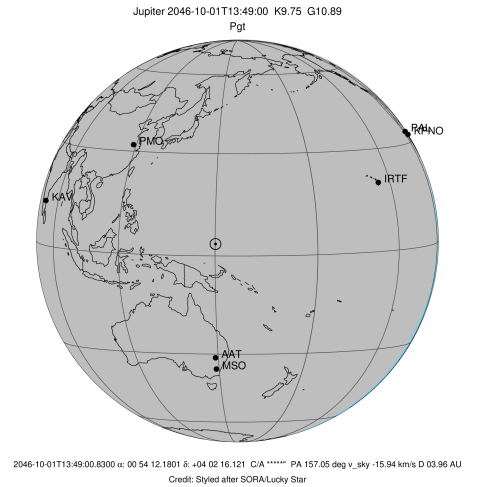 Jupiter 2046-10-01T13:49:00 K9.75 G10.89
Pgt
PAL
KPNO
PMO
IRTF
KAV
AAT
MSO
2046-10-01T13:49:00.8300 α: 00 54 12.1801 δ: +04 02 16.121 C/A *****" PA 157.05 deg v_sky -15.94 km/s D 03.96 AU
Credit: Styled after SORA/Lucky Star